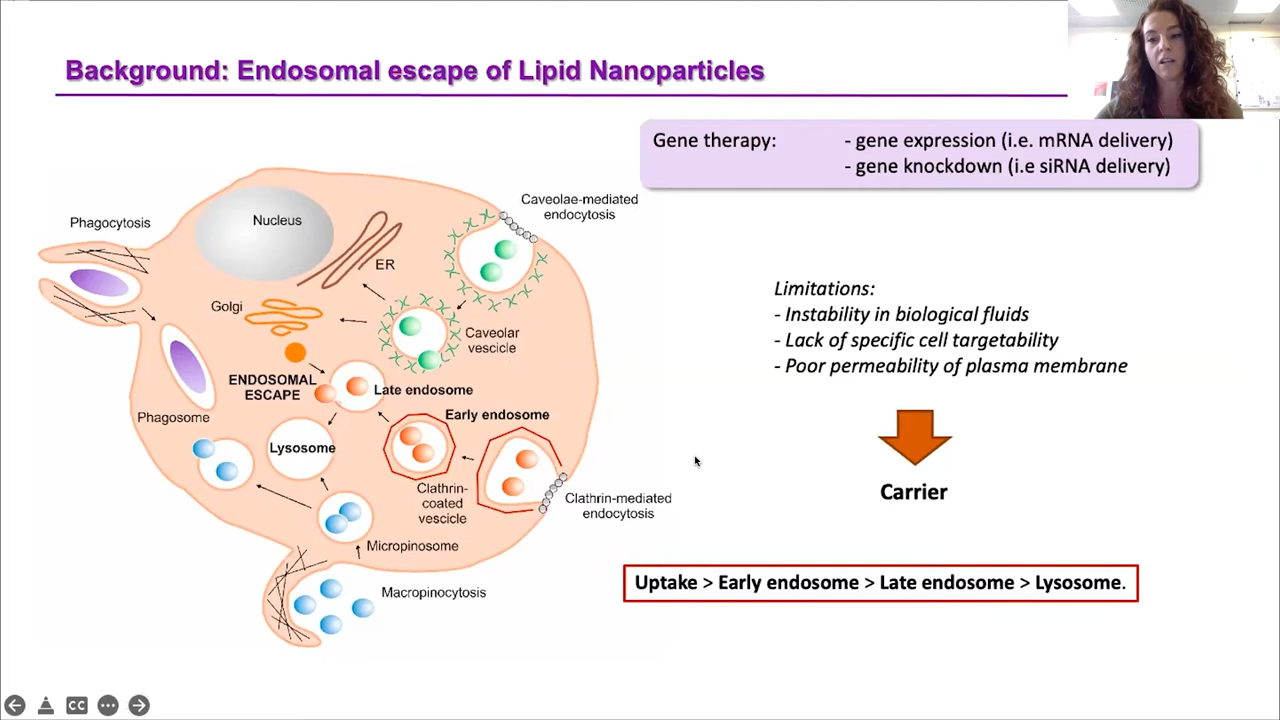 Background: Endosomal escape of Lipid Nanoparticles
Gene therapy: - gene expression (i.e. mRNA delivery)
- gene knockdown (i.e siRNA delivery)
Caveolae-mediated
endocytosis
Phagocytosis
Nucleus
ER
Golgi
Caveolar
vescicle
ENDOSOMAL
ESCAPE
Late endosome
Early endosome
Phagosome
Lysosome
Clathrin-
coated
vescicle
Clathrin-mediated
endocytosis
Micropinosome
Macropinocytosis
Limitations:
- Instability in biological fluids
- Lack of specific cell targetability
- Poor permeability of plasma membrane
Carrier
Uptake > Early endosome > Late endosome > Lysosome.
CC